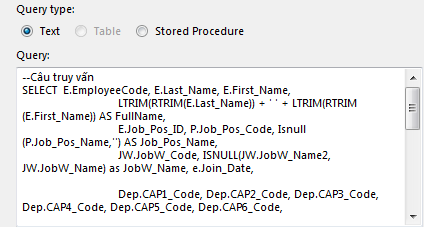 Query type:
Text Table Stored Procedure
Query:
--Câu truy vấn
SELECT E.EmployeeCode, E.Last_Name, E.First_Name,
LTRIM(RTRIM(E.Last_Name)) + ' ' + LTRIM(RTRIM
(E.First_Name)) AS FullName,
E.Job_Pos_ID, P.Job_Pos_Code, Isnull
(P.Job_Pos_Name,'') AS Job_Pos_Name,
JW.JobW_Code, ISNULL(JW.JobW_Name2,
JW.JobW_Name) as JobW_Name, e.Join_Date,
Dep.CAP1_Code, Dep.CAP2_Code, Dep.CAP3_Code,
Dep.CAP4_Code, Dep.CAP5_Code, Dep.CAP6_Code,